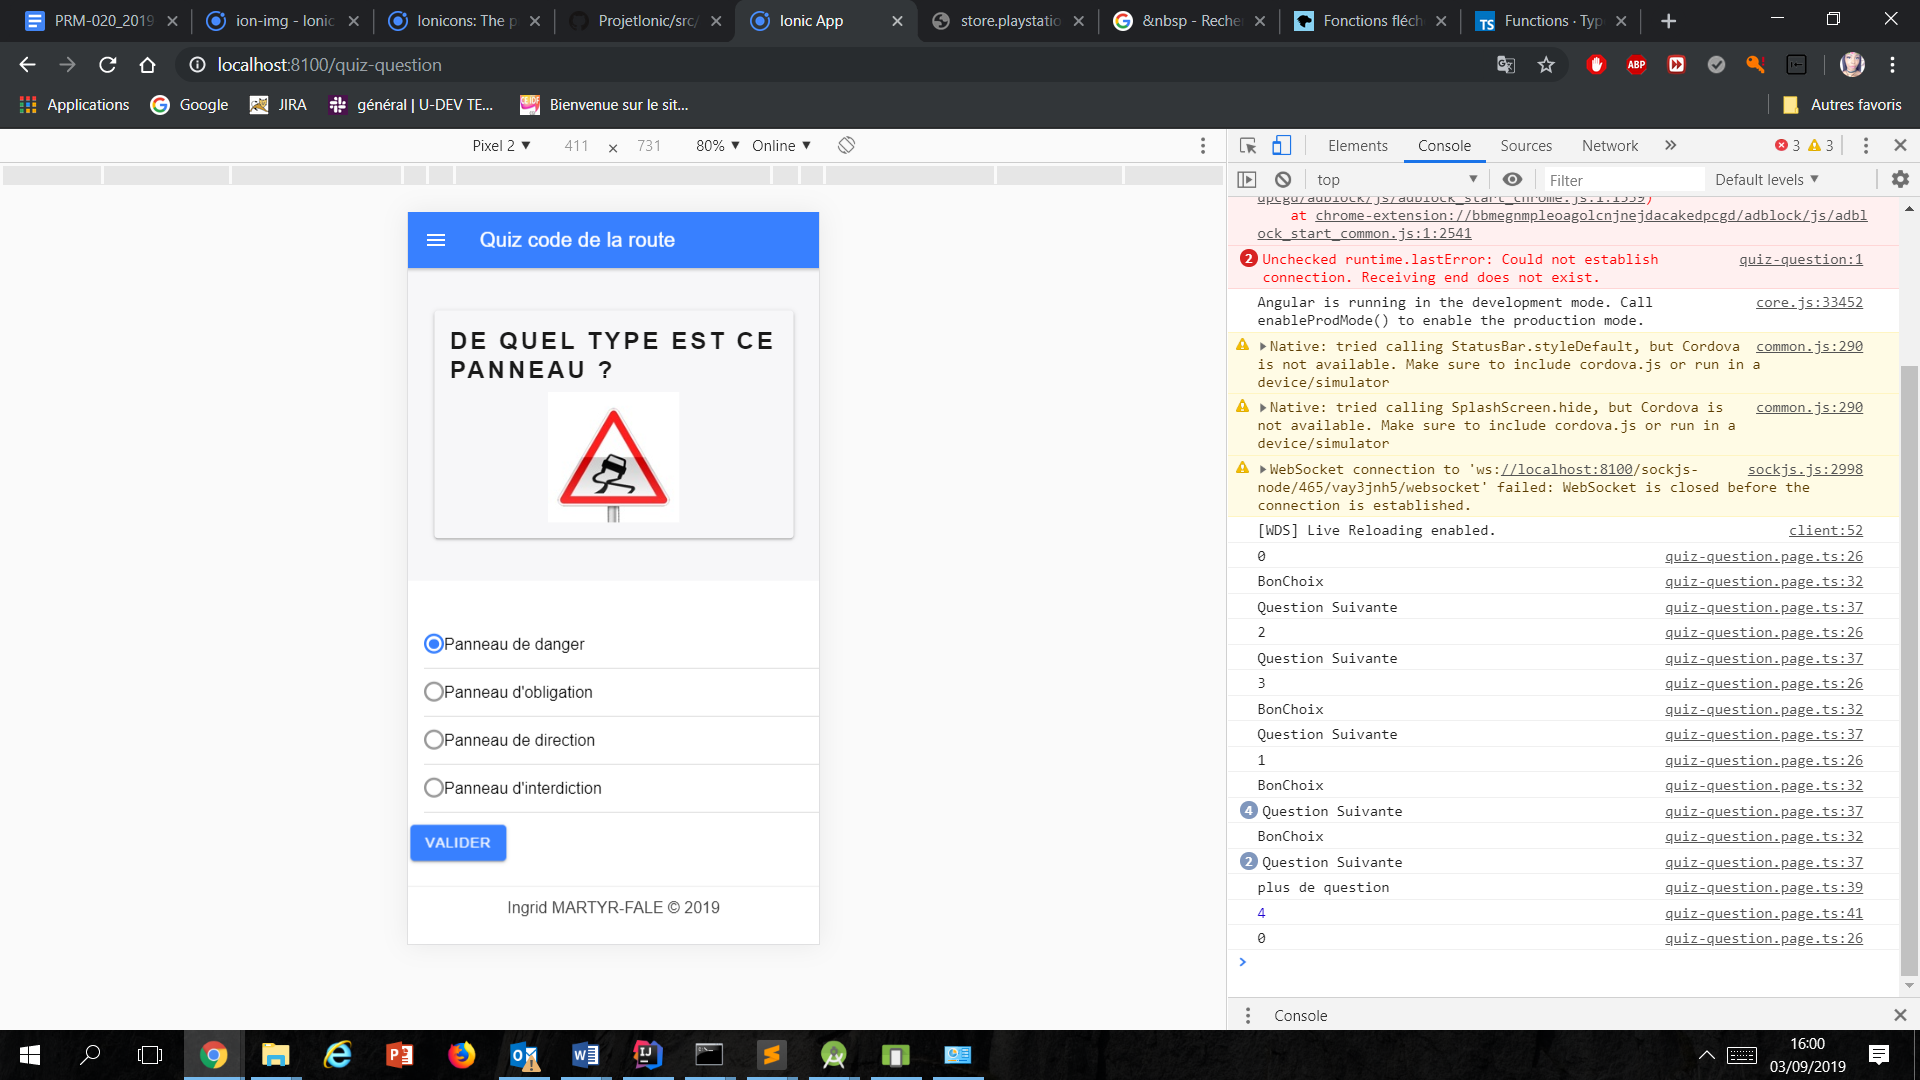 PRM-020_2019
ion-img - Ionic
Ionicons: The p
ProjetIonic/src/
Ionic App
store.playstatio
&nbsp - Recher
Fonctions fléch
Functions · Typ
localhost:8100/quiz-question
Applications
Google
JIRA
général | U-DEV TE...
Bienvenue sur le sit...
Autres favoris
Pixel 2 411 × 731 80% Online
Quiz code de la route
DE QUEL TYPE EST CE
PANNEAU ?
Panneau de danger
Panneau d'obligation
Panneau de direction
Panneau d'interdiction
VALIDER
Ingrid MARTYR-FALE © 2019
Elements Console Sources Network » 3 3
top Filter Default levels
upcgd/adblock/js/adblock_start_chrome.js:1:1559)
at chrome-extension://bbmegnmpleoagolcnjnejdacakedpcgd/adblock/js/adbl
ock_start_common.js:1:2541
2 Unchecked runtime.lastError: Could not establish quiz-question:1
connection. Receiving end does not exist.
Angular is running in the development mode. Call core.js:33452
enableProdMode() to enable the production mode.
Native: tried calling StatusBar.styleDefault, but Cordova common.js:290
is not available. Make sure to include cordova.js or run in a
device/simulator
Native: tried calling SplashScreen.hide, but Cordova is common.js:290
not available. Make sure to include cordova.js or run in a
device/simulator
WebSocket connection to 'ws://localhost:8100/sockjs- sockjs.js:2998
node/465/vay3jnh5/websocket' failed: WebSocket is closed before the
connection is established.
[WDS] Live Reloading enabled. client:52
0 quiz-question.page.ts:26
BonChoix quiz-question.page.ts:32
Question Suivante quiz-question.page.ts:37
2 quiz-question.page.ts:26
Question Suivante quiz-question.page.ts:37
3 quiz-question.page.ts:26
BonChoix quiz-question.page.ts:32
Question Suivante quiz-question.page.ts:37
1 quiz-question.page.ts:26
BonChoix quiz-question.page.ts:32
4 Question Suivante quiz-question.page.ts:37
BonChoix quiz-question.page.ts:32
2 Question Suivante quiz-question.page.ts:37
plus de question quiz-question.page.ts:39
4 quiz-question.page.ts:41
0 quiz-question.page.ts:26
Console
16:00
03/09/2019